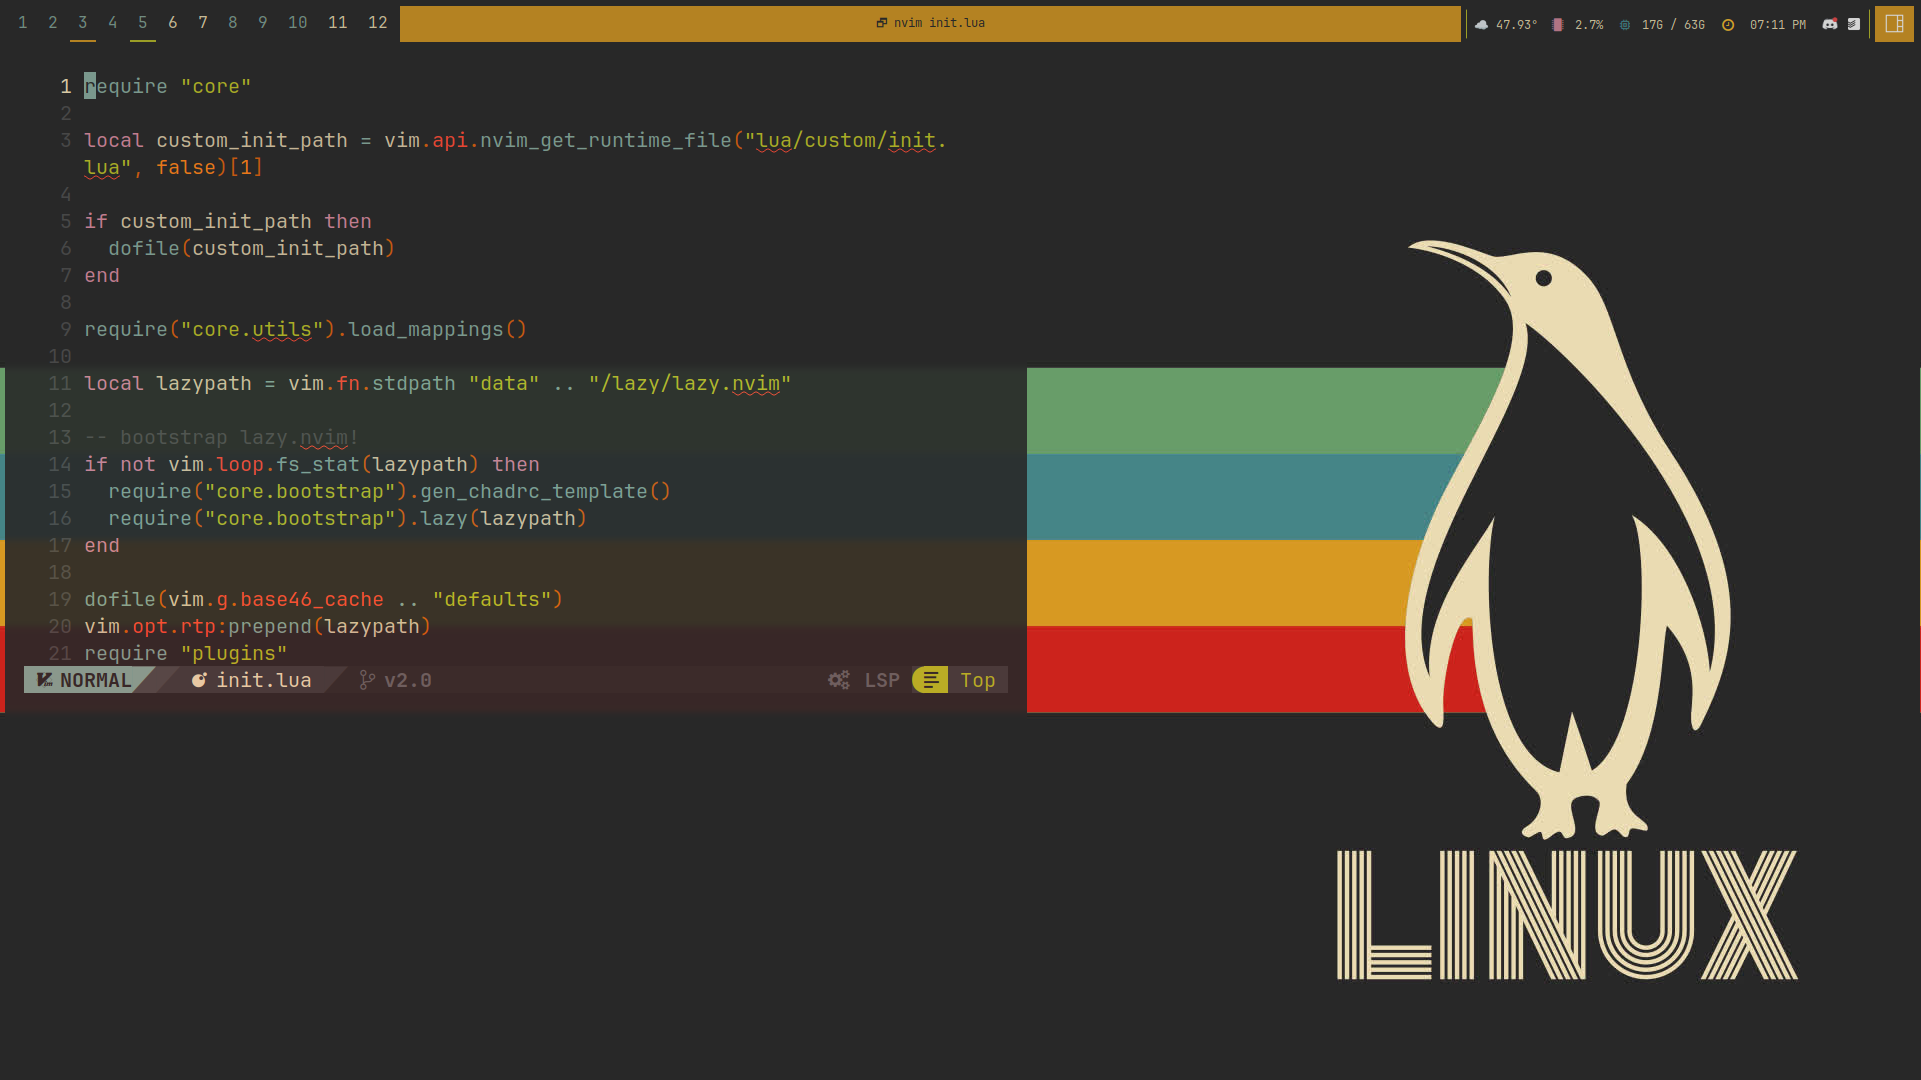 1 2 3 4 5 6 7 8 9 10 11 12
nvim init.lua
47.93° 2.7% 17G / 63G 07:11 PM
1 require "core"
2
3 local custom_init_path = vim.api.nvim_get_runtime_file("lua/custom/init.
lua", false)[1]
4
5 if custom_init_path then
6   dofile(custom_init_path)
7 end
8
9 require("core.utils").load_mappings()
10
11 local lazypath = vim.fn.stdpath "data" .. "/lazy/lazy.nvim"
12
13 -- bootstrap lazy.nvim!
14 if not vim.loop.fs_stat(lazypath) then
15   require("core.bootstrap").gen_chadrc_template()
16   require("core.bootstrap").lazy(lazypath)
17 end
18
19 dofile(vim.g.base46_cache .. "defaults")
20 vim.opt.rtp:prepend(lazypath)
21 require "plugins"
NORMAL init.lua v2.0 LSP Top
LINUX